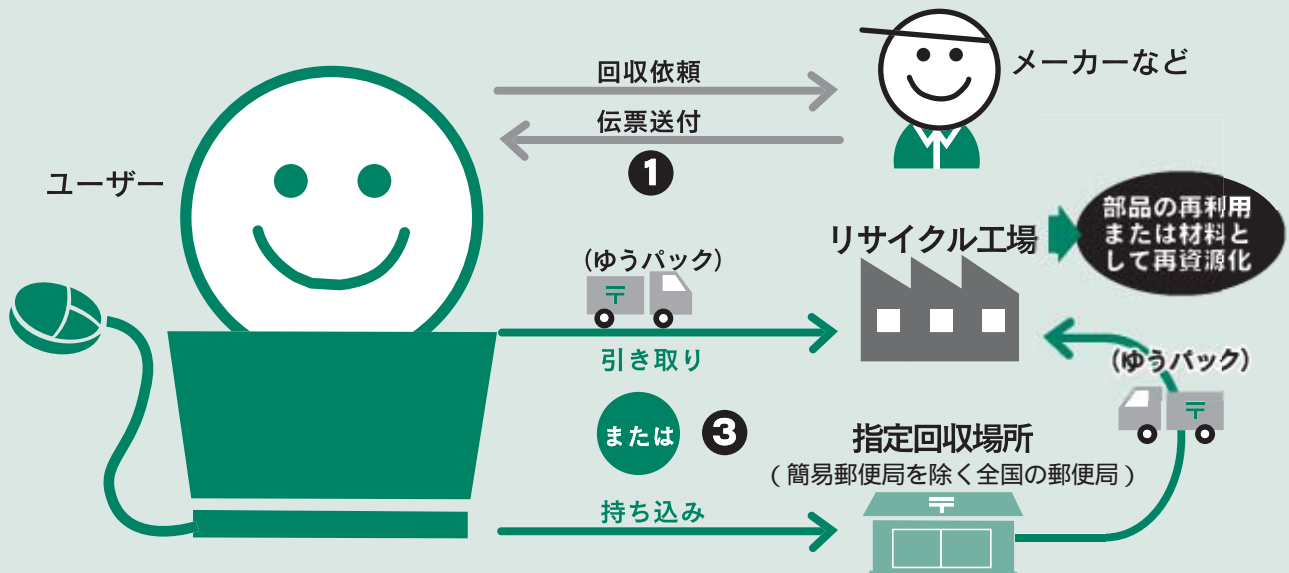 回収依頼
メーカーなど
伝票送付
❶
ユーザー
部品の再利用
または材料と
して再資源化
リサイクル工場
(ゆうパック)
〒
引き取り
(ゆうパック)
〒
または
❸
指定回収場所
(簡易郵便局を除く全国の郵便局)
〒
持ち込み